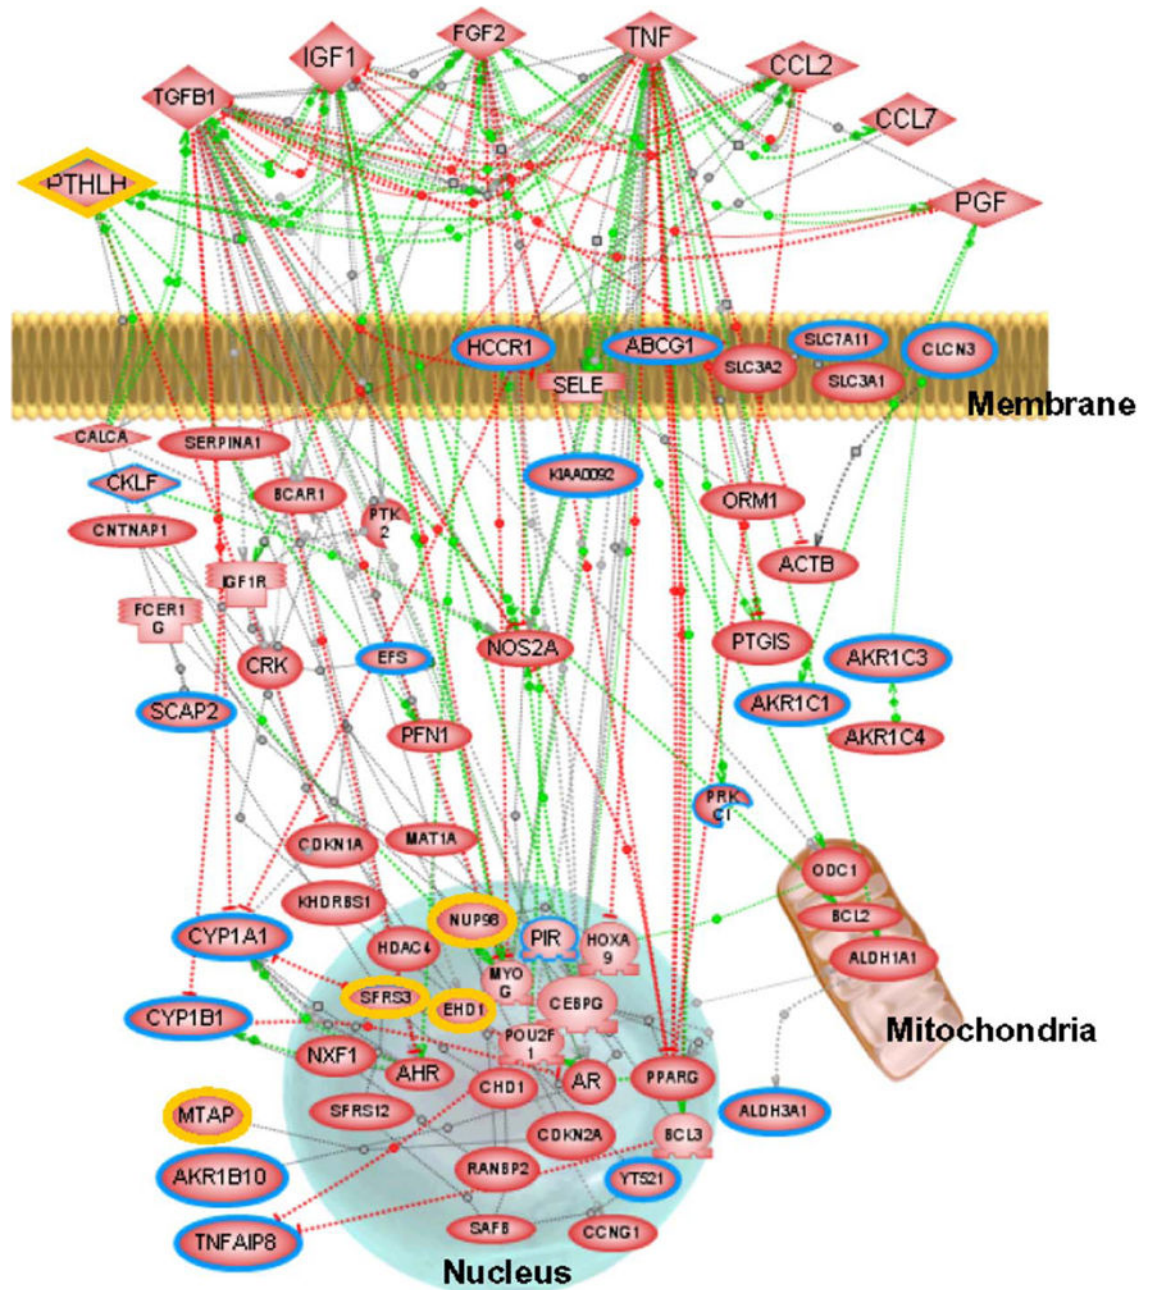 FGF2
TNF
IGF1
CCL2
TGFB1
CCL7
PTHLH
PGF
HCCR1
ABCG1
SLC7A11
CLCN3
SLC3A2
SELE
SLC3A1
Membrane
CALCA
SERPINA1
CKLF
KIAA0092
BCAR1
ORM1
PTK
2
CNTNAP1
ACTB
IGF1R
FCER1
G
NOS2A
PTGIS
CRK
EFS
AKR1C3
SCAP2
AKR1C1
PFN1
AKR1C4
PRK
CI
CDKN1A
MAT1A
ODC1
KHDRBS1
NUP98
BCL2
CYP1A1
HDAC4
PIR
HOXA
9
ALDH1A1
MYO
G
SFRS3
EHD1
CEBPG
CYP1B1
Mitochondria
POU2F
1
NXF1
AHR
CHD1
AR
PPARG
MTAP
SFRS12
ALDH3A1
CDKN2A
BCL3
AKR1B10
RANBP2
YT521
TNFAIP8
SAFB
CCNG1
Nucleus